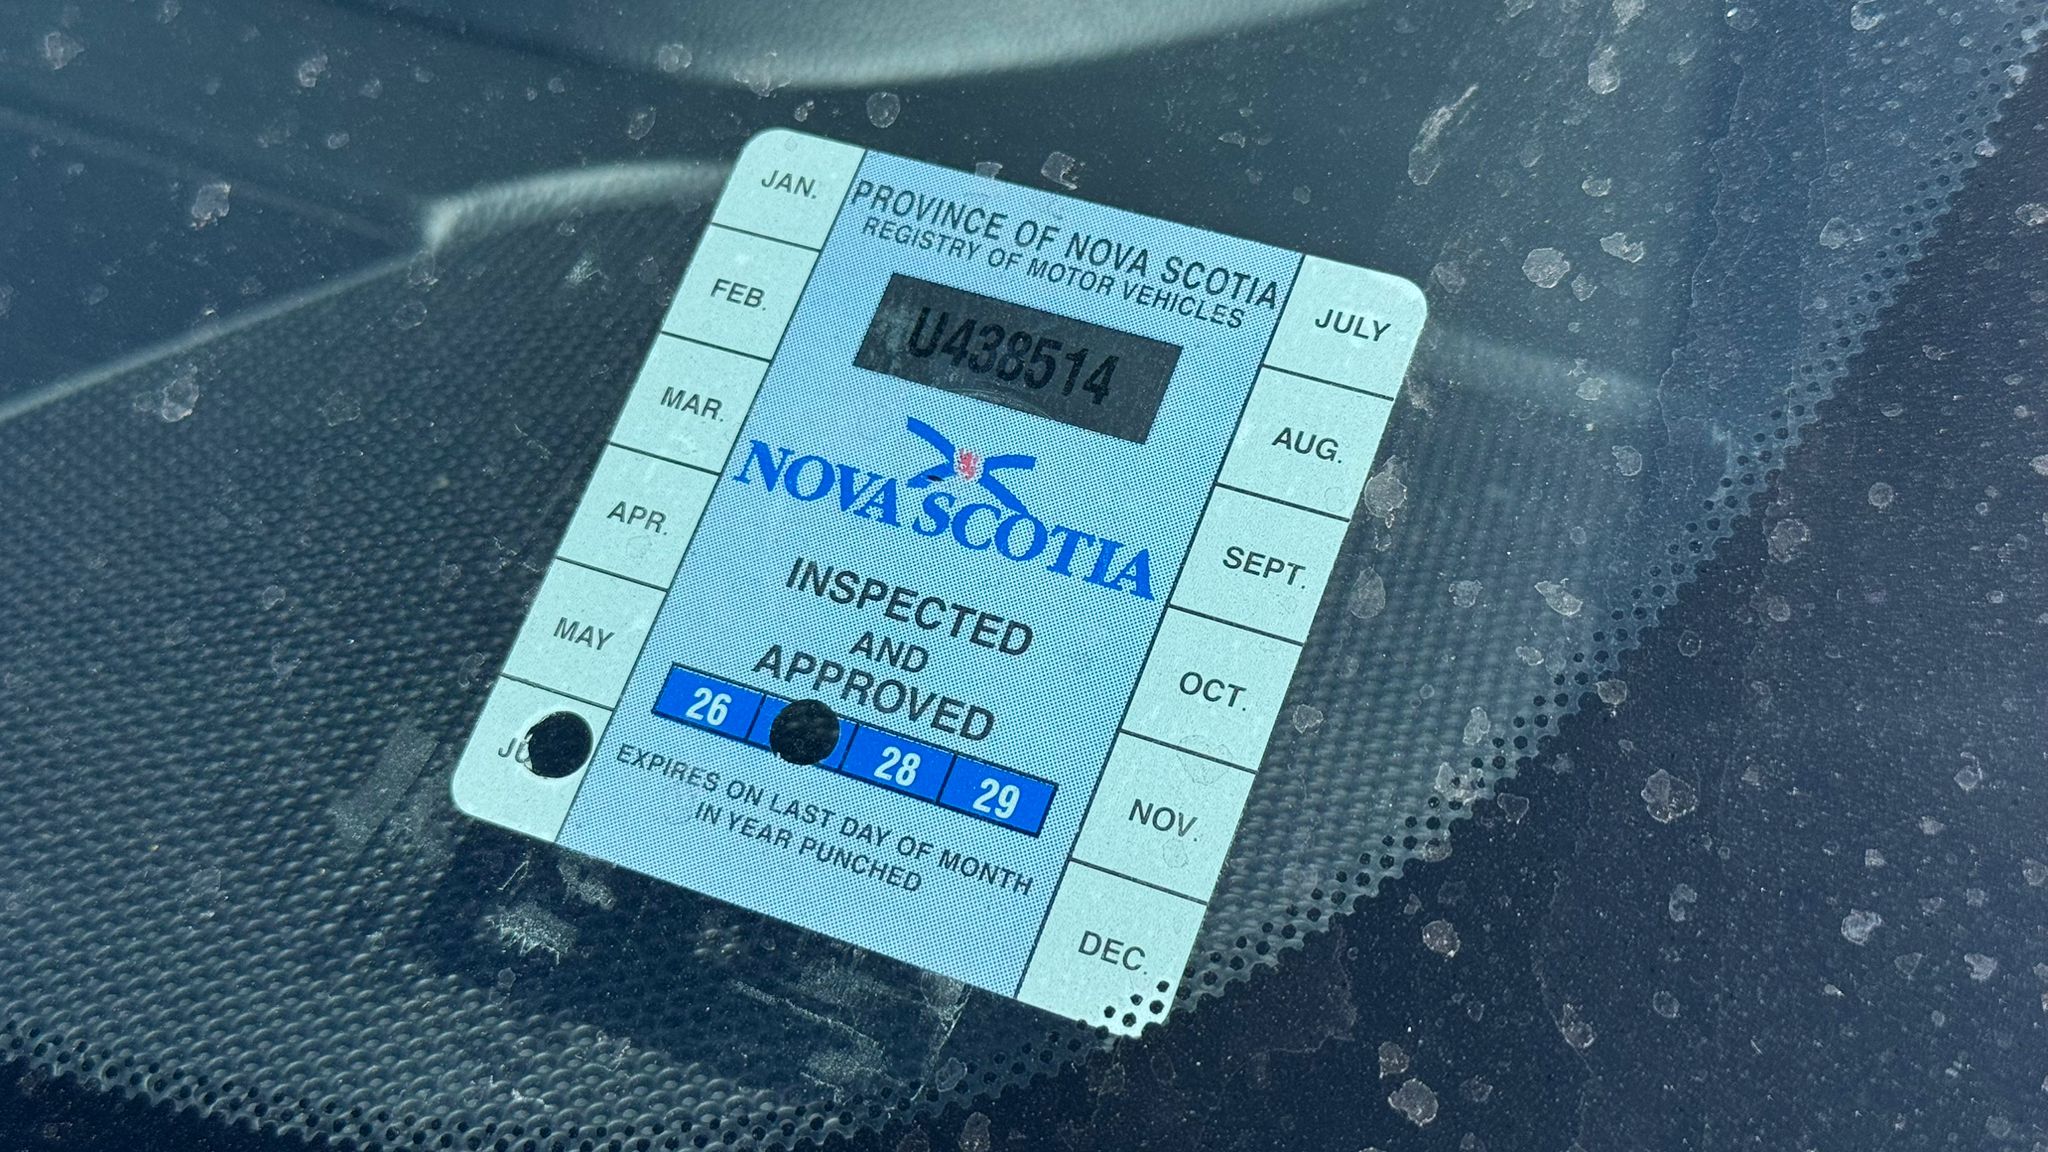 JAN.
FEB.
MAR.
APR.
MAY
PROVINCE OF NOVA SCOTIA
REGISTRY OF MOTOR VEHICLES
U438514
NOVA SCOTIA
INSPECTED
AND
APPROVED
26 28 29
EXPIRES ON LAST DAY OF MONTH
IN YEAR PUNCHED
JULY
AUG.
SEPT.
OCT.
NOV.
DEC.